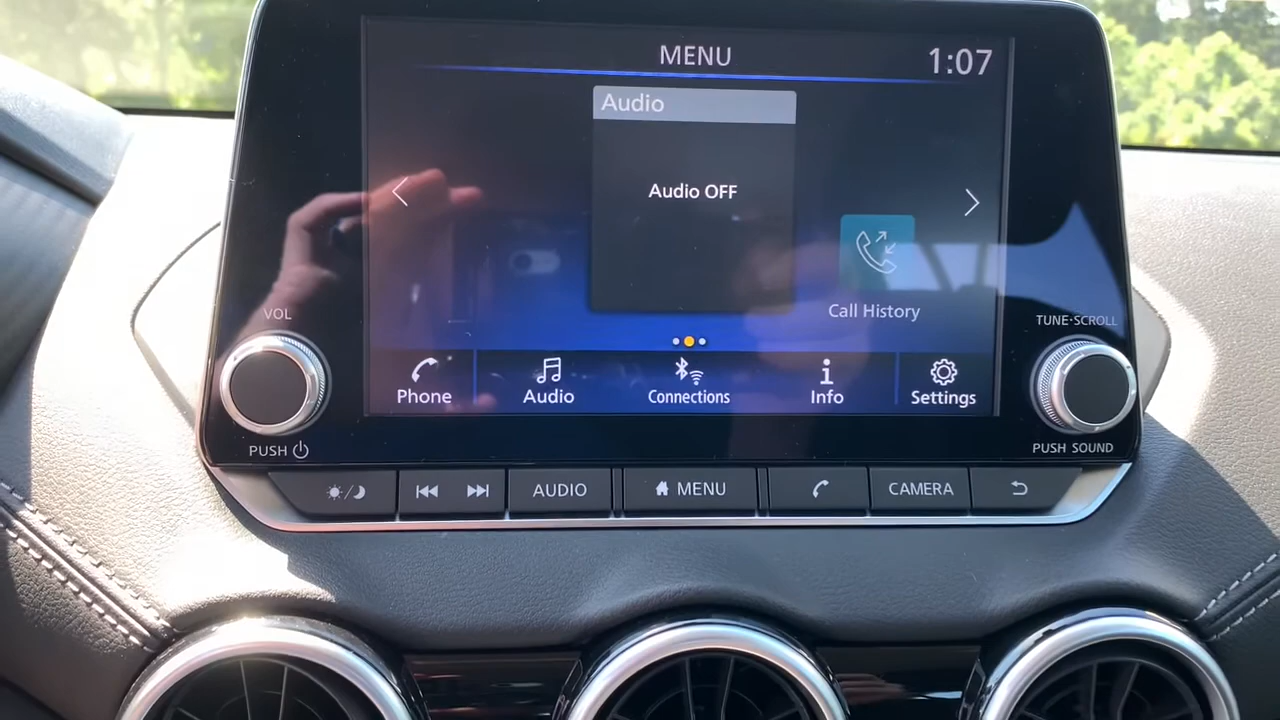 MENU
1:07
Audio
Audio OFF
Call History
VOL
TUNE·SCROLL
Phone
Audio
Connections
Info
Settings
PUSH
PUSH SOUND
AUDIO
MENU
CAMERA